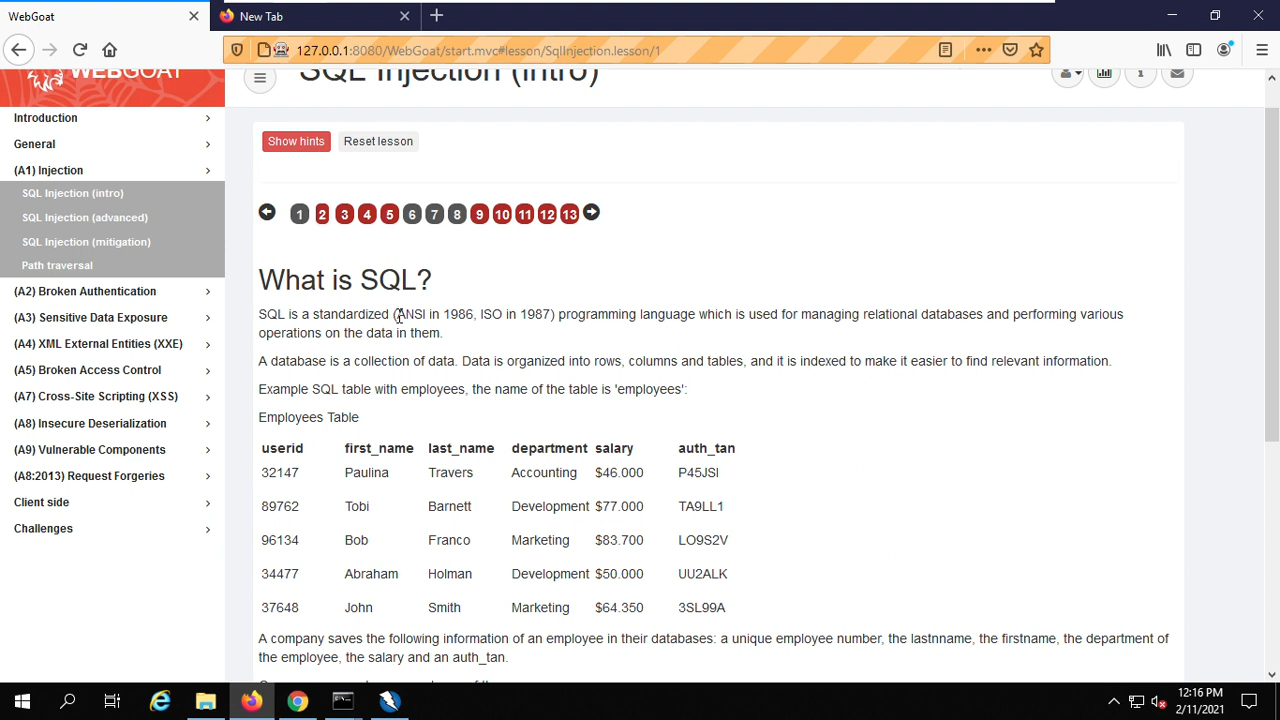 WebGoat
New Tab
127.0.0.1:8080/WebGoat/start.mvc#lesson/SqlInjection.lesson/1
WEBGOAT
SQL Injection (intro)
Introduction
General
(A1) Injection
SQL Injection (intro)
SQL Injection (advanced)
SQL Injection (mitigation)
Path traversal
(A2) Broken Authentication
(A3) Sensitive Data Exposure
(A4) XML External Entities (XXE)
(A5) Broken Access Control
(A7) Cross-Site Scripting (XSS)
(A8) Insecure Deserialization
(A9) Vulnerable Components
(A8:2013) Request Forgeries
Client side
Challenges
Show hints Reset lesson
1 2 3 4 5 6 7 8 9 10 11 12 13
What is SQL?
SQL is a standardized (ANSI in 1986, ISO in 1987) programming language which is used for managing relational databases and performing various
operations on the data in them.
A database is a collection of data. Data is organized into rows, columns and tables, and it is indexed to make it easier to find relevant information.
Example SQL table with employees, the name of the table is 'employees':
Employees Table
userid first_name last_name department salary auth_tan
32147 Paulina Travers Accounting $46.000 P45JSI
89762 Tobi Barnett Development $77.000 TA9LL1
96134 Bob Franco Marketing $83.700 LO9S2V
34477 Abraham Holman Development $50.000 UU2ALK
37648 John Smith Marketing $64.350 3SL99A
A company saves the following information of an employee in their databases: a unique employee number, the lastnname, the firstname, the department of
the employee, the salary and an auth_tan.
12:16 PM
2/11/2021